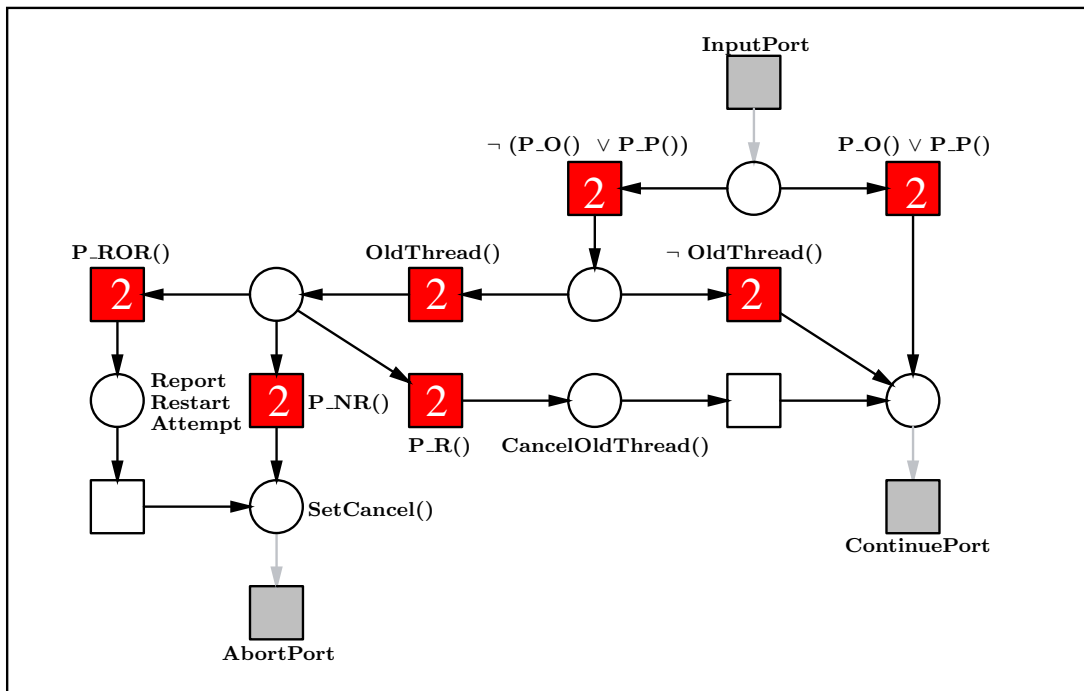 InputPort
¬ (P_O() ∨ P_P())
P_O() ∨ P_P()
2
2
P_ROR()
OldThread()
¬ OldThread()
2
2
2
Report
Restart
Attempt
2
P_NR()
2
P_R()
CancelOldThread()
SetCancel()
ContinuePort
AbortPort